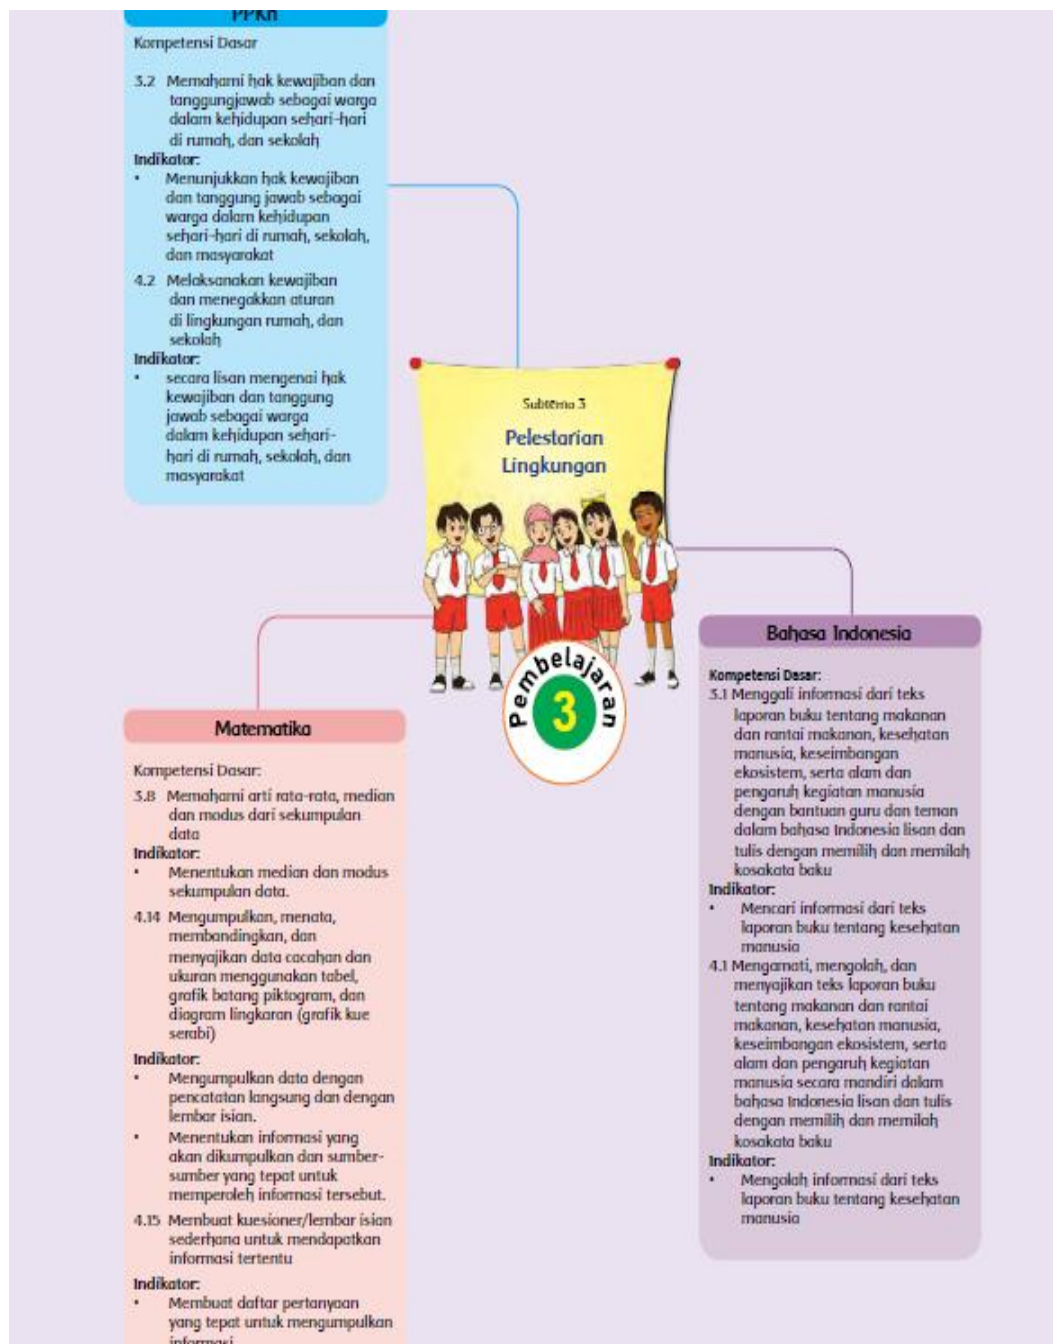 PPKn
Kompetensi Dasar
3.2 Memahami hak kewajiban dan
tanggungjawab sebagai warga
dalam kehidupan sehari-hari
di rumah, dan sekolah
Indikator:
• Menunjukkan hak kewajiban
dan tanggung jawab sebagai
warga dalam kehidupan
sehari-hari di rumah, sekolah,
dan masyarakat
4.2 Melaksanakan kewajiban
dan menegakkan aturan
di lingkungan rumah, dan
sekolah
Indikator:
• secara lisan mengenai hak
kewajiban dan tanggung
jawab sebagai warga
dalam kehidupan sehari-
hari di rumah, sekolah, dan
masyarakat
Subtema 3
Pelestarian
Lingkungan
Pembelajaran
3
Matematika
Kompetensi Dasar:
3.8 Memahami arti rata-rata, median
dan modus dari sekumpulan
data
Indikator:
• Menentukan median dan modus
sekumpulan data.
4.14 Mengumpulkan, menata,
membandingkan, dan
menyajikan data cacahan dan
ukuran menggunakan tabel,
grafik batang piktogram, dan
diagram lingkaran (grafik kue
serabi)
Indikator:
• Mengumpulkan data dengan
pencatatan langsung dan dengan
lembar isian.
• Menentukan informasi yang
akan dikumpulkan dan sumber-
sumber yang tepat untuk
memperoleh informasi tersebut.
4.15 Membuat kuesioner/lembar isian
sederhana untuk mendapatkan
informasi tertentu
Indikator:
• Membuat daftar pertanyaan
yang tepat untuk mengumpulkan
informasi
Bahasa Indonesia
Kompetensi Dasar:
3.1 Menggali informasi dari teks
laporan buku tentang makanan
dan rantai makanan, kesehatan
manusia, keseimbangan
ekosistem, serta alam dan
pengaruh kegiatan manusia
dengan bantuan guru dan teman
dalam bahasa Indonesia lisan dan
tulis dengan memilih dan memilah
kosakata baku
Indikator:
• Mencari informasi dari teks
laporan buku tentang kesehatan
manusia
4.1 Mengamati, mengolah, dan
menyajikan teks laporan buku
tentang makanan dan rantai
makanan, kesehatan manusia,
keseimbangan ekosistem, serta
alam dan pengaruh kegiatan
manusia secara mandiri dalam
bahasa Indonesia lisan dan tulis
dengan memilih dan memilah
kosakata baku
Indikator:
• Mengolah informasi dari teks
laporan buku tentang kesehatan
manusia